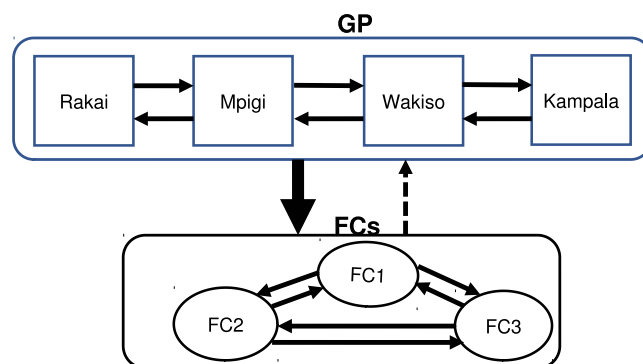 GP
Rakai
Mpigi
Wakiso
Kampala
FCs
FC1
FC2
FC3